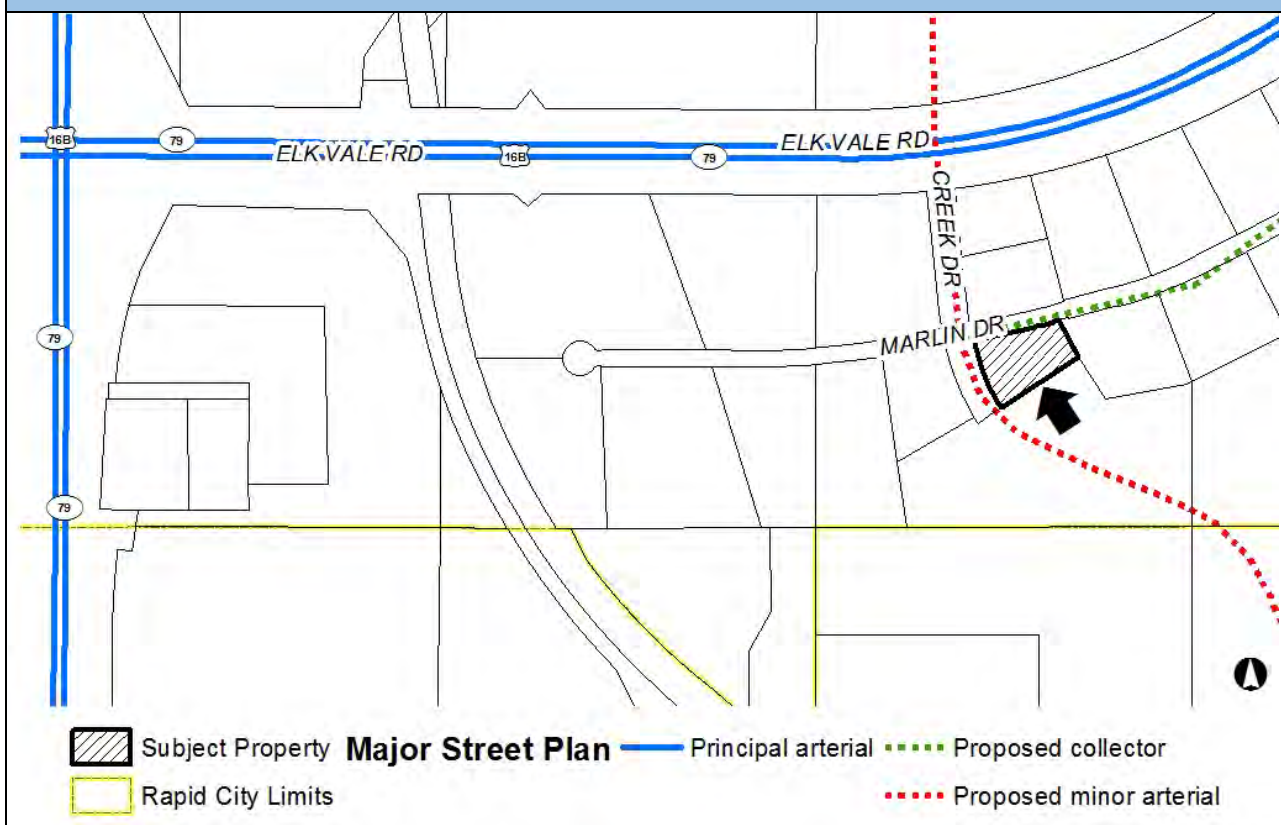 16B
79
ELK VALE RD
16B
79
ELK VALE RD
CREEK DR
79
MARLIN DR
79
Subject Property
Major Street Plan
Principal arterial
Proposed collector
Rapid City Limits
Proposed minor arterial